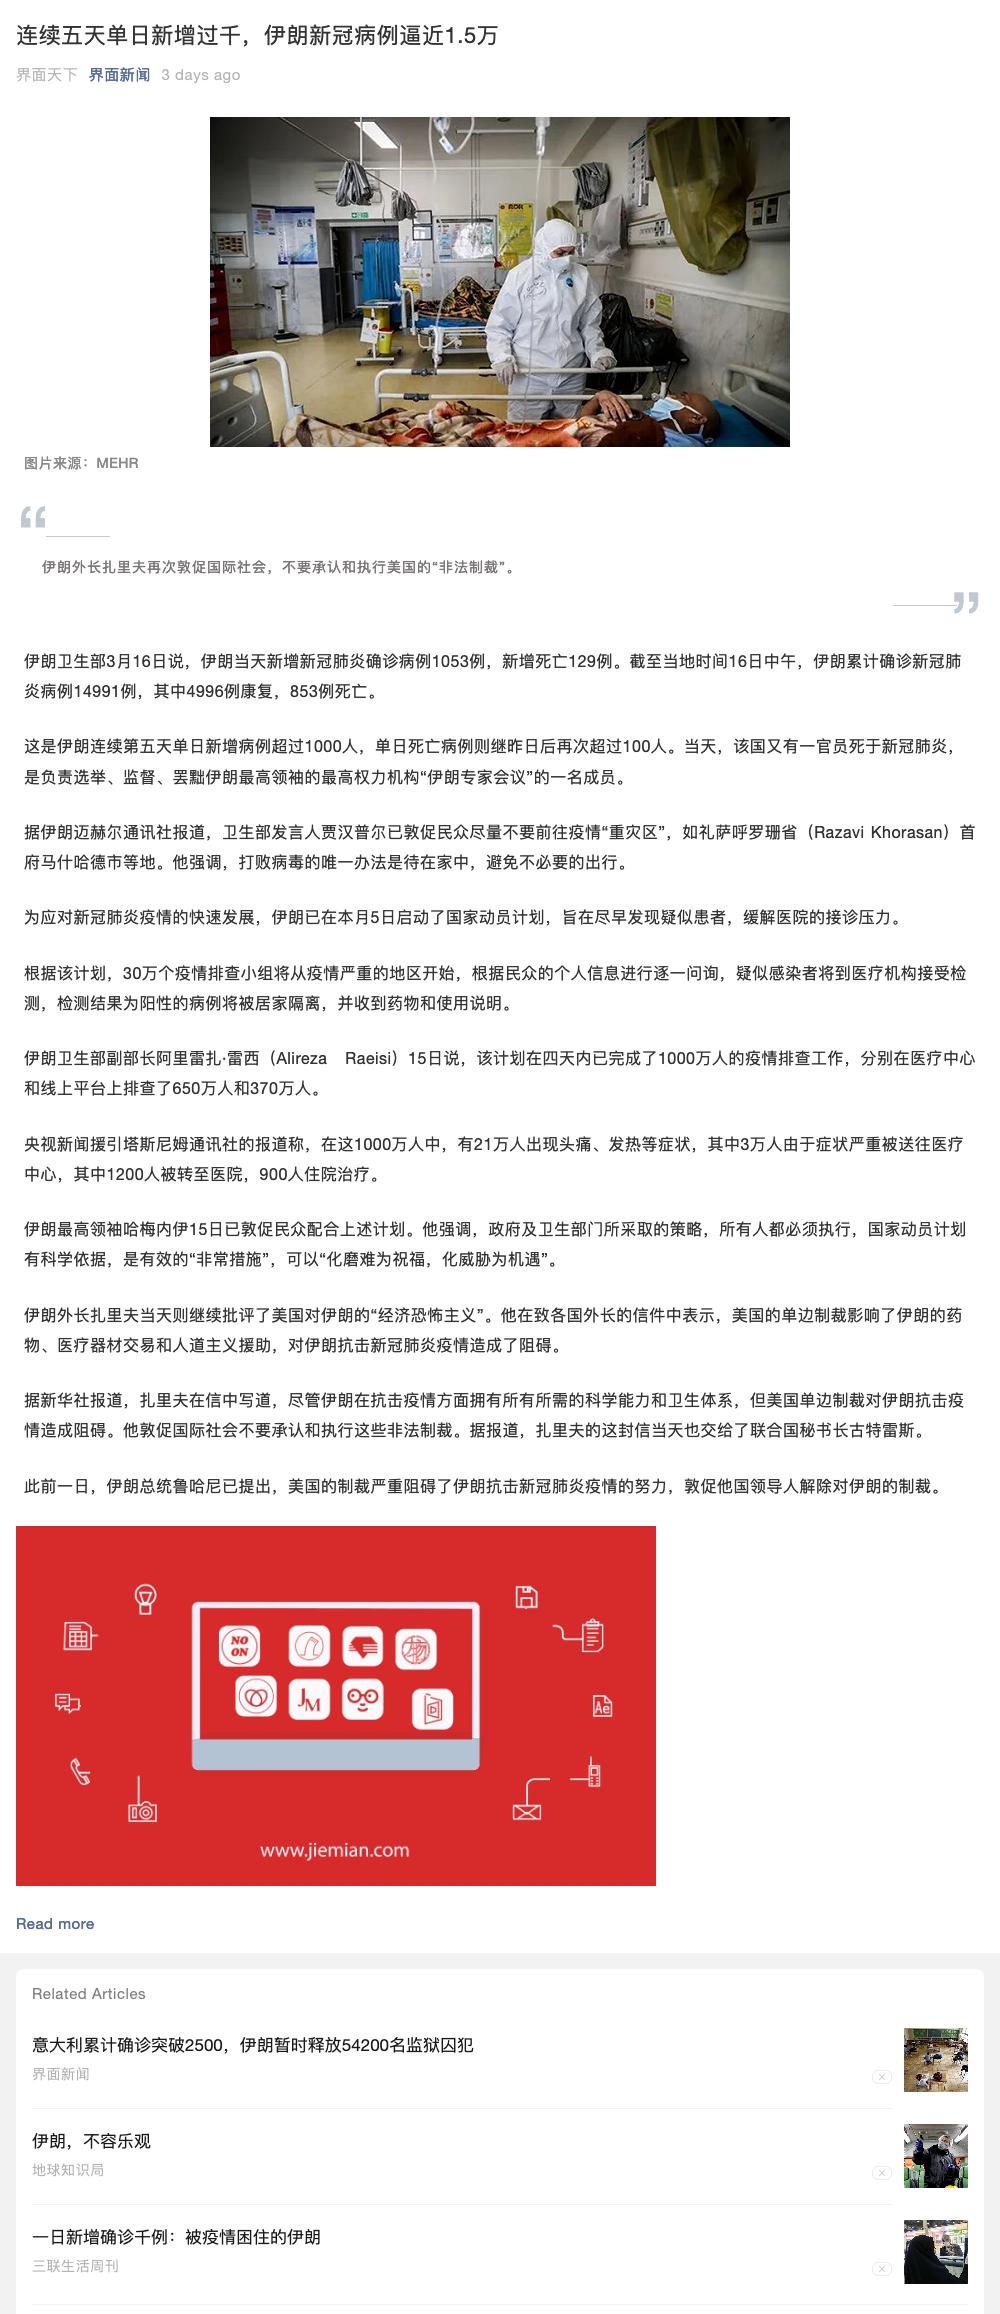 连续五天单日新增过千，伊朗新冠病例逼近1.5万
界面天下 界面新闻 3 days ago
图片来源：MEHR
伊朗外长扎里夫再次敦促国际社会，不要承认和执行美国的“非法制裁”。
伊朗卫生部3月16日说，伊朗当天新增新冠肺炎确诊病例1053例，新增死亡129例。截至当地时间16日中午，伊朗累计确诊新冠肺
炎病例14991例，其中4996例康复，853例死亡。
这是伊朗连续第五天单日新增病例超过1000人，单日死亡病例则继昨日后再次超过100人。当天，该国又有一官员死于新冠肺炎，
是负责选举、监督、罢黜伊朗最高领袖的最高权力机构“伊朗专家会议”的一名成员。
据伊朗迈赫尔通讯社报道，卫生部发言人贾汉普尔已敦促民众尽量不要前往疫情“重灾区”，如礼萨呼罗珊省（Razavi Khorasan）首
府马什哈德市等地。他强调，打败病毒的唯一办法是待在家中，避免不必要的出行。
为应对新冠肺炎疫情的快速发展，伊朗已在本月5日启动了国家动员计划，旨在尽早发现疑似患者，缓解医院的接诊压力。
根据该计划，30万个疫情排查小组将从疫情严重的地区开始，根据民众的个人信息进行逐一问询，疑似感染者将到医疗机构接受检
测，检测结果为阳性的病例将被居家隔离，并收到药物和使用说明。
伊朗卫生部副部长阿里雷扎·雷西（Alireza Raeisi）15日说，该计划在四天内已完成了1000万人的疫情排查工作，分别在医疗中心
和线上平台上排查了650万人和370万人。
央视新闻援引塔斯尼姆通讯社的报道称，在这1000万人中，有21万人出现头痛、发热等症状，其中3万人由于症状严重被送往医疗
中心，其中1200人被转至医院，900人住院治疗。
伊朗最高领袖哈梅内伊15日已敦促民众配合上述计划。他强调，政府及卫生部门所采取的策略，所有人都必须执行，国家动员计划
有科学依据，是有效的“非常措施”，可以“化磨难为祝福，化威胁为机遇”。
伊朗外长扎里夫当天则继续批评了美国对伊朗的“经济恐怖主义”。他在致各国外长的信件中表示，美国的单边制裁影响了伊朗的药
物、医疗器材交易和人道主义援助，对伊朗抗击新冠肺炎疫情造成了阻碍。
据新华社报道，扎里夫在信中写道，尽管伊朗在抗击疫情方面拥有所有所需的科学能力和卫生体系，但美国单边制裁对伊朗抗击疫
情造成阻碍。他敦促国际社会不要承认和执行这些非法制裁。据报道，扎里夫的这封信当天也交给了联合国秘书长古特雷斯。
此前一日，伊朗总统鲁哈尼已提出，美国的制裁严重阻碍了伊朗抗击新冠肺炎疫情的努力，敦促他国领导人解除对伊朗的制裁。
NO
ON
物
JM
Ae
www.jiemian.com
Read more
Related Articles
意大利累计确诊突破2500，伊朗暂时释放54200名监狱囚犯
界面新闻
伊朗，不容乐观
地球知识局
一日新增确诊千例：被疫情困住的伊朗
三联生活周刊